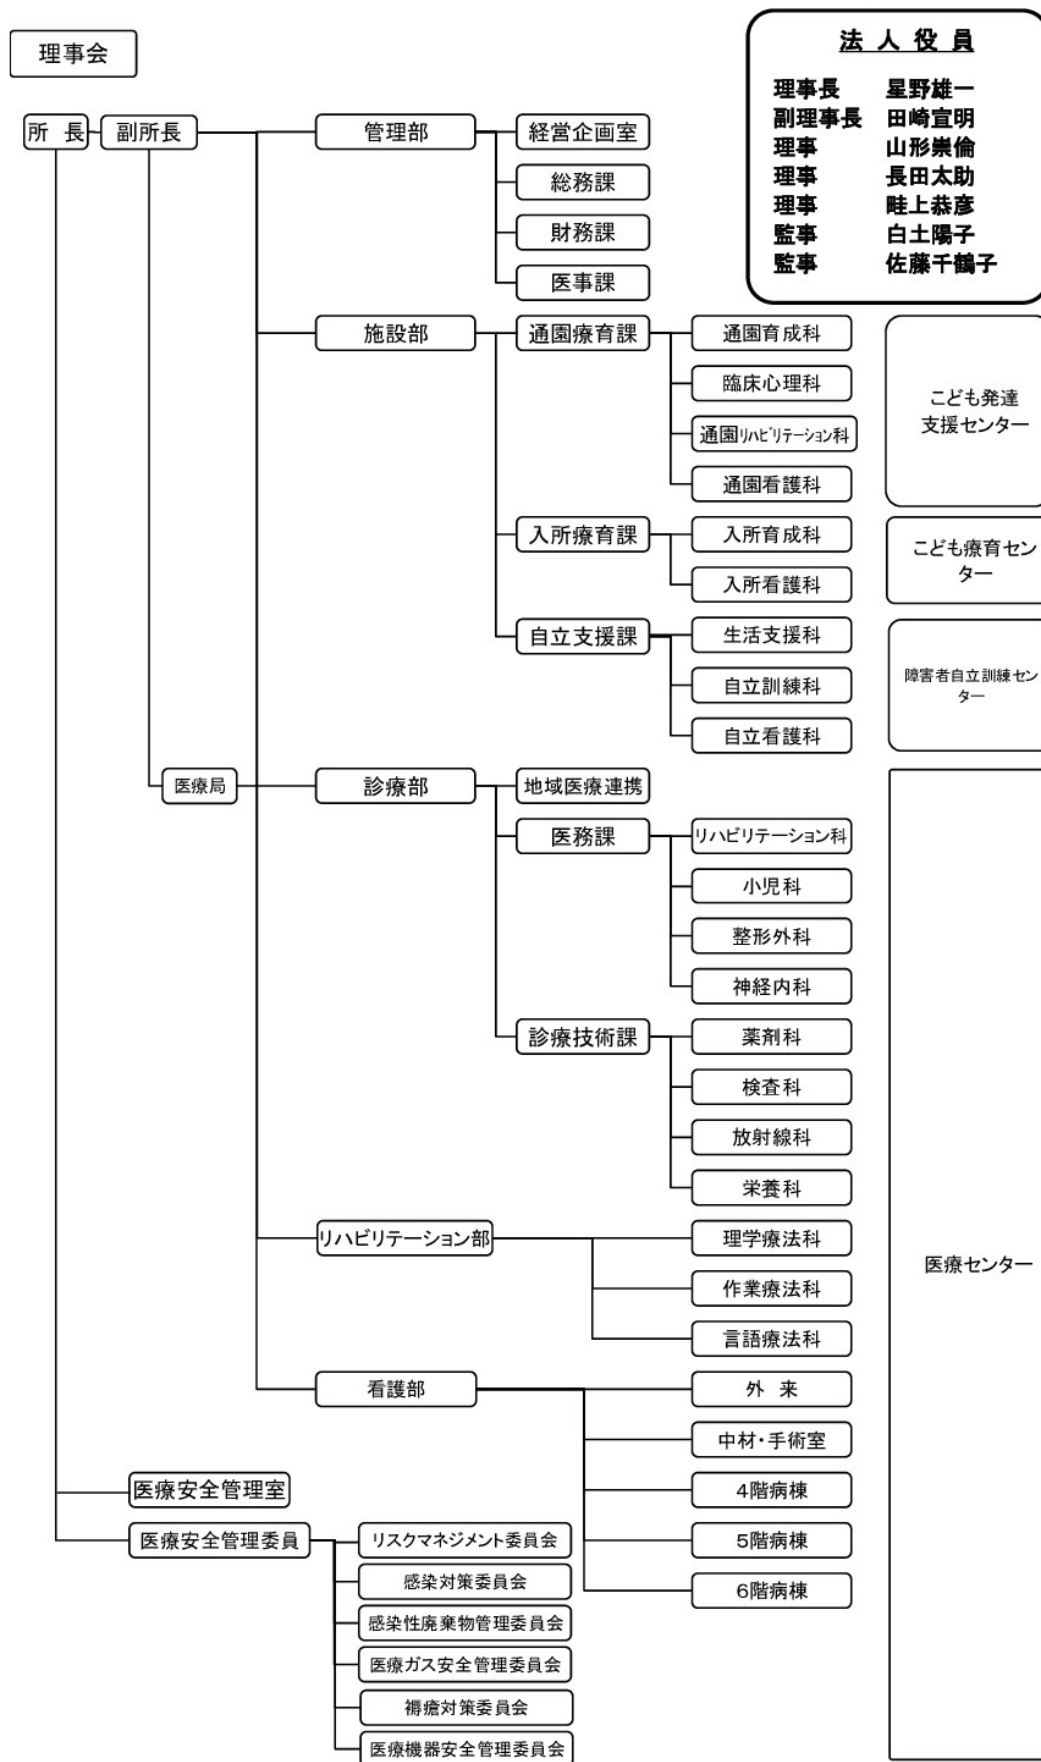 理事会
法 人 役 員
理事長 星野雄一
副理事長 田崎宣明
理事 山形崇倫
理事 長田太助
理事 畦上恭彦
監事 白土陽子
監事 佐藤千鶴子
所 長
副所長
管理部
経営企画室
総務課
財務課
医事課
施設部
通園療育課
通園育成科
臨床心理科
通園リハビリテーション科
通園看護科
こども発達
支援センター
入所療育課
入所育成科
入所看護科
こども療育セン
ター
自立支援課
生活支援科
自立訓練科
自立看護科
障害者自立訓練セン
ター
医療局
診療部
地域医療連携
医務課
リハビリテーション科
小児科
整形外科
神経内科
診療技術課
薬剤科
検査科
放射線科
栄養科
リハビリテーション部
理学療法科
作業療法科
言語療法科
医療センター
看護部
外 来
中材・手術室
4階病棟
5階病棟
6階病棟
医療安全管理室
医療安全管理委員
リスクマネジメント委員会
感染対策委員会
感染性廃棄物管理委員会
医療ガス安全管理委員会
褥瘡対策委員会
医療機器安全管理委員会